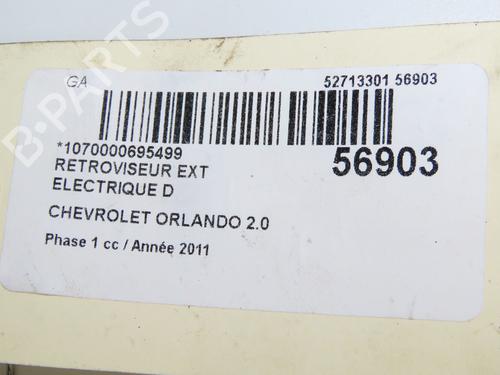 GA
52713301 56903
*1070000695499
56903
RETROVISEUR EXT
ELECTRIQUE D
CHEVROLET ORLANDO 2.0
Phase 1 cc / Année 2011
B-PARTS